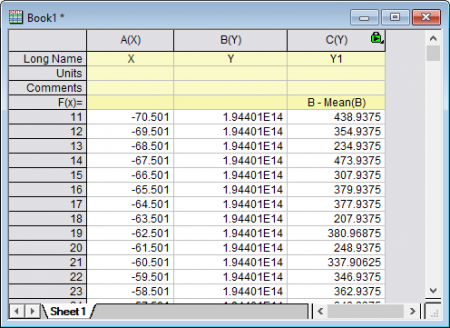 Book1 *
A(X) B(Y) C(Y)
Long Name X Y Y1
Units
Comments
F(x)= B - Mean(B)
11 -70.501 1.94401E14 438.9375
12 -69.501 1.94401E14 354.9375
13 -68.501 1.94401E14 234.9375
14 -67.501 1.94401E14 473.9375
15 -66.501 1.94401E14 307.9375
16 -65.501 1.94401E14 379.9375
17 -64.501 1.94401E14 377.9375
18 -63.501 1.94401E14 207.9375
19 -62.501 1.94401E14 380.96875
20 -61.501 1.94401E14 248.9375
21 -60.501 1.94401E14 337.90625
22 -59.501 1.94401E14 346.9375
23 -58.501 1.94401E14 362.9375
Sheet1